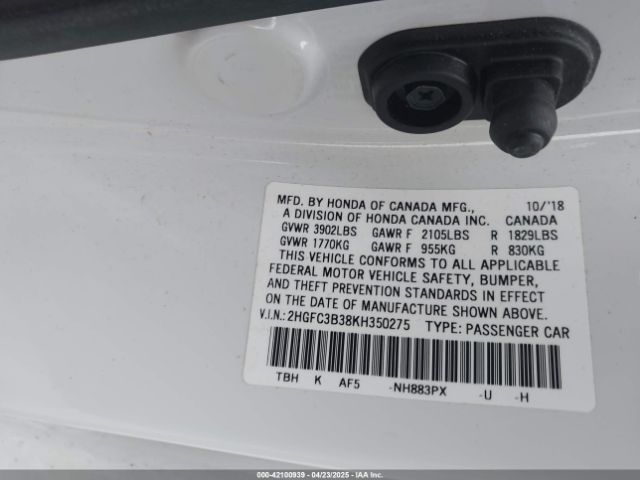 MFD. BY HONDA OF CANADA MFG., 10/'18
A DIVISION OF HONDA CANADA INC. CANADA
GVWR 3902LBS GAWR F 2105LBS R 1829LBS
GVWR 1770KG GAWR F 955KG R 830KG
THIS VEHICLE CONFORMS TO ALL APPLICABLE
FEDERAL MOTOR VEHICLE SAFETY, BUMPER,
AND THEFT PREVENTION STANDARDS IN EFFECT
ON THE DATE OF MANUFACTURE SHOWN ABOVE.
V.I.N.: 2HGFC3B38KH350275 TYPE: PASSENGER CAR
TBH K AF5 -NH883PX -U -H
000-42100939 - 04/23/2025 - IAAI.COM